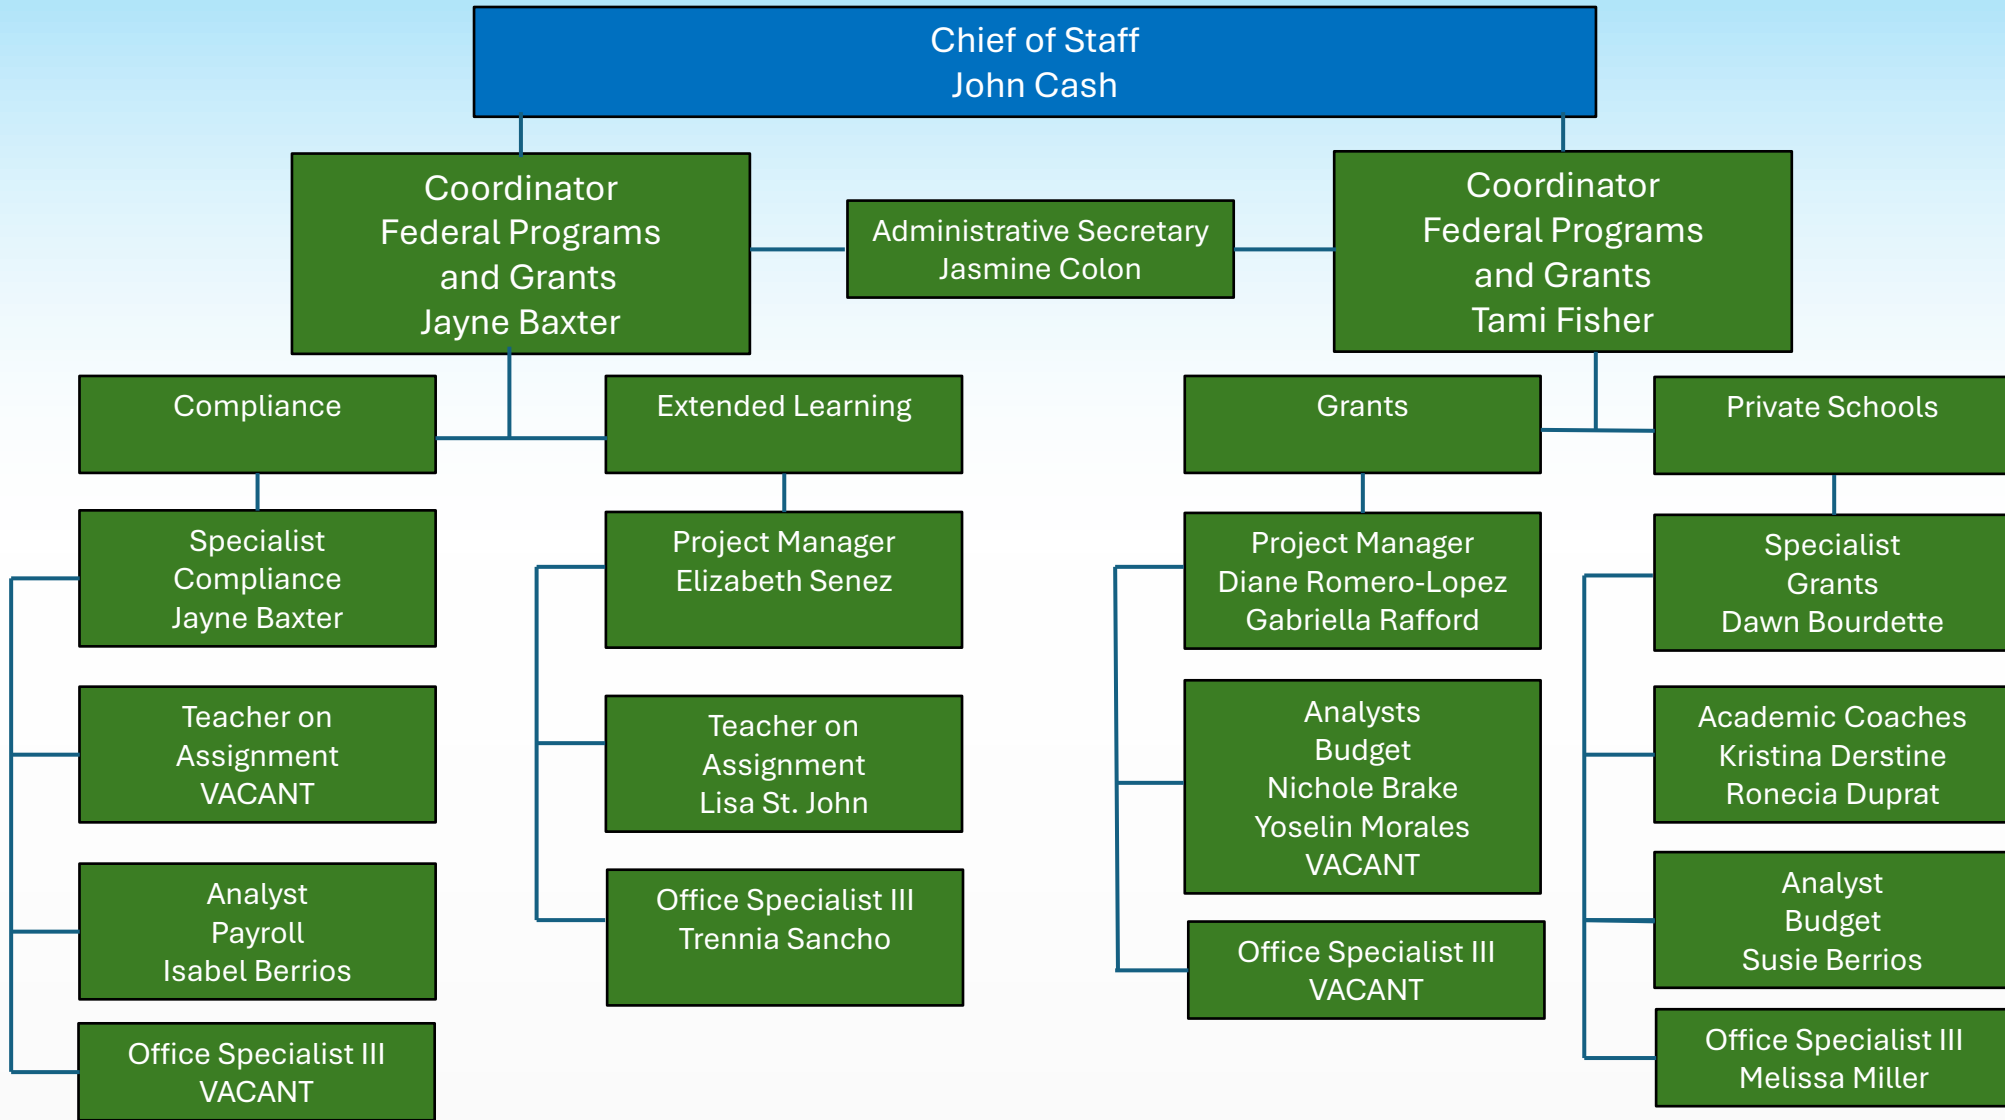 Chief of Staff
John Cash
Coordinator
Federal Programs
and Grants
Jayne Baxter
Administrative Secretary
Jasmine Colon
Coordinator
Federal Programs
and Grants
Tami Fisher
Compliance
Specialist
Compliance
Jayne Baxter
Teacher on
Assignment
VACANT
Analyst
Payroll
Isabel Berrios
Office Specialist III
VACANT
Extended Learning
Project Manager
Elizabeth Senez
Teacher on
Assignment
Lisa St. John
Office Specialist III
Trennia Sancho
Grants
Project Manager
Diane Romero-Lopez
Gabriella Rafford
Analysts
Budget
Nichole Brake
Yoselin Morales
VACANT
Office Specialist III
VACANT
Private Schools
Specialist
Grants
Dawn Bourdette
Academic Coaches
Kristina Derstine
Ronecia Duprat
Analyst
Budget
Susie Berrios
Office Specialist III
Melissa Miller